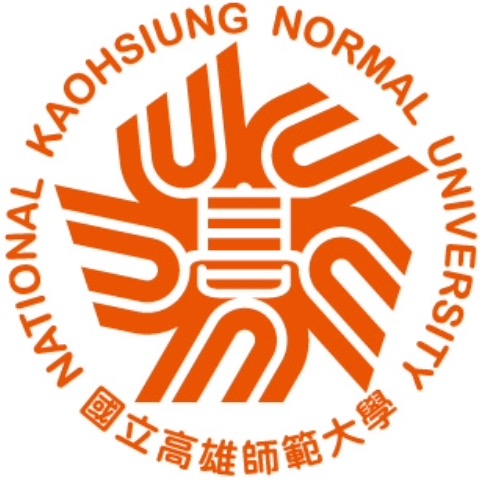 NATIONAL KAOHSIUNG NORMAL UNIVERSITY
國立高雄師範大學